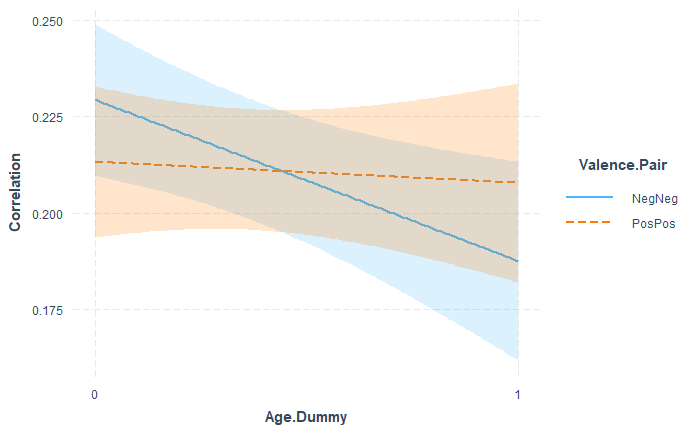 0.250
0.225
0.200
0.175
Correlation
0
1
Age.Dummy
Valence.Pair
NegNeg
PosPos